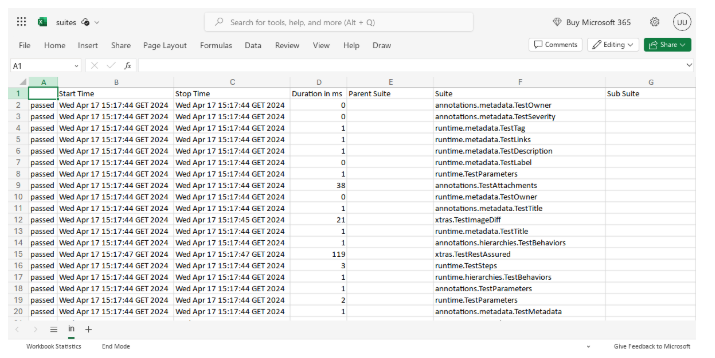 suites
Search for tools, help, and more (Alt + Q)
Buy Microsoft 365
UU
File Home Insert Share Page Layout Formulas Data Review View Help Draw
Comments Editing Share
A1 fx
A B C D E F G
1 Start Time Stop Time Duration in ms Parent Suite Suite Sub Suite
2 passed Wed Apr 17 15:17:44 GET 2024 Wed Apr 17 15:17:44 GET 2024 0 annotations.metadata.TestOwner
3 passed Wed Apr 17 15:17:44 GET 2024 Wed Apr 17 15:17:44 GET 2024 0 annotations.metadata.TestSeverity
4 passed Wed Apr 17 15:17:44 GET 2024 Wed Apr 17 15:17:44 GET 2024 1 runtime.metadata.TestTag
5 passed Wed Apr 17 15:17:44 GET 2024 Wed Apr 17 15:17:44 GET 2024 1 runtime.metadata.TestLinks
6 passed Wed Apr 17 15:17:44 GET 2024 Wed Apr 17 15:17:44 GET 2024 1 runtime.metadata.TestDescription
7 passed Wed Apr 17 15:17:44 GET 2024 Wed Apr 17 15:17:44 GET 2024 0 runtime.metadata.TestLabel
8 passed Wed Apr 17 15:17:44 GET 2024 Wed Apr 17 15:17:44 GET 2024 1 runtime.TestParameters
9 passed Wed Apr 17 15:17:44 GET 2024 Wed Apr 17 15:17:44 GET 2024 38 annotations.TestAttachments
10 passed Wed Apr 17 15:17:44 GET 2024 Wed Apr 17 15:17:44 GET 2024 0 runtime.metadata.TestOwner
11 passed Wed Apr 17 15:17:44 GET 2024 Wed Apr 17 15:17:44 GET 2024 1 annotations.metadata.TestTitle
12 passed Wed Apr 17 15:17:44 GET 2024 Wed Apr 17 15:17:45 GET 2024 21 xtras.TestImageDiff
13 passed Wed Apr 17 15:17:44 GET 2024 Wed Apr 17 15:17:44 GET 2024 1 runtime.metadata.TestTitle
14 passed Wed Apr 17 15:17:44 GET 2024 Wed Apr 17 15:17:44 GET 2024 1 annotations.hierarchies.TestBehaviors
15 passed Wed Apr 17 15:17:47 GET 2024 Wed Apr 17 15:17:47 GET 2024 119 xtras.TestRestAssured
16 passed Wed Apr 17 15:17:44 GET 2024 Wed Apr 17 15:17:44 GET 2024 3 runtime.TestSteps
17 passed Wed Apr 17 15:17:44 GET 2024 Wed Apr 17 15:17:44 GET 2024 1 runtime.hierarchies.TestBehaviors
18 passed Wed Apr 17 15:17:44 GET 2024 Wed Apr 17 15:17:44 GET 2024 1 annotations.TestParameters
19 passed Wed Apr 17 15:17:44 GET 2024 Wed Apr 17 15:17:44 GET 2024 2 runtime.TestParameters
20 passed Wed Apr 17 15:17:44 GET 2024 Wed Apr 17 15:17:44 GET 2024 1 annotations.metadata.TestMetadata
in
Workbook Statistics End Mode Give Feedback to Microsoft